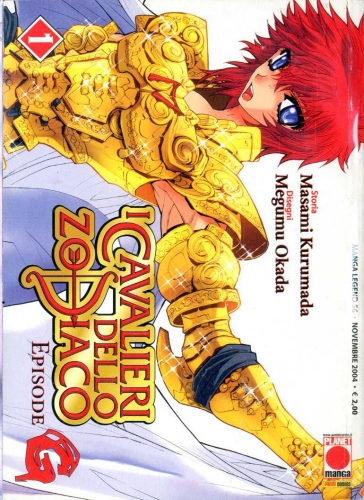 1
I CAVALIERI
DELLO
ZODIACO
EPISODE
G
Storia
Masami Kurumada
Disegni
Megumu Okada
MANGA LEGEND 56 • NOVEMBRE 2004 • € 2,00
PLANET
manga